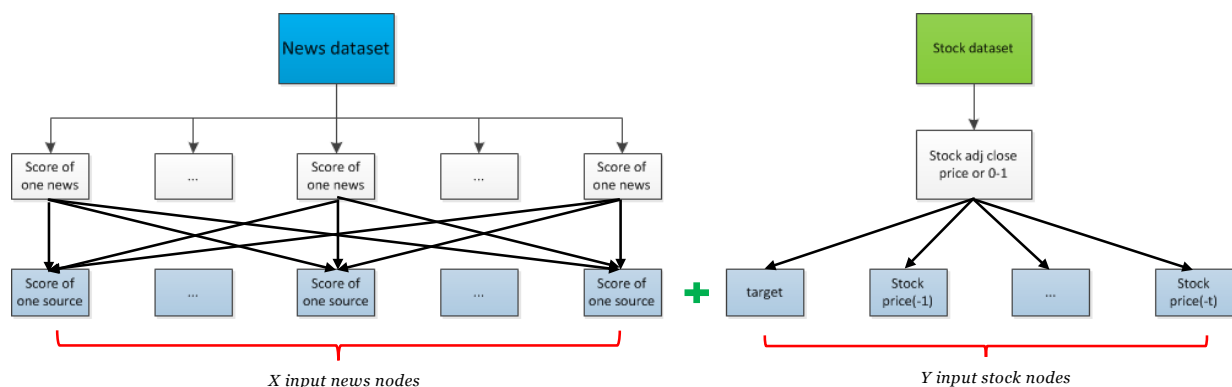 News dataset
Stock dataset
Score of
one news
...
Score of
one news
...
Score of
one news
Stock adj close
price or 0-1
Score of
one source
...
Score of
one source
...
Score of
one source
+
target
Stock
price(-1)
...
Stock
price(-t)
X input news nodes
Y input stock nodes